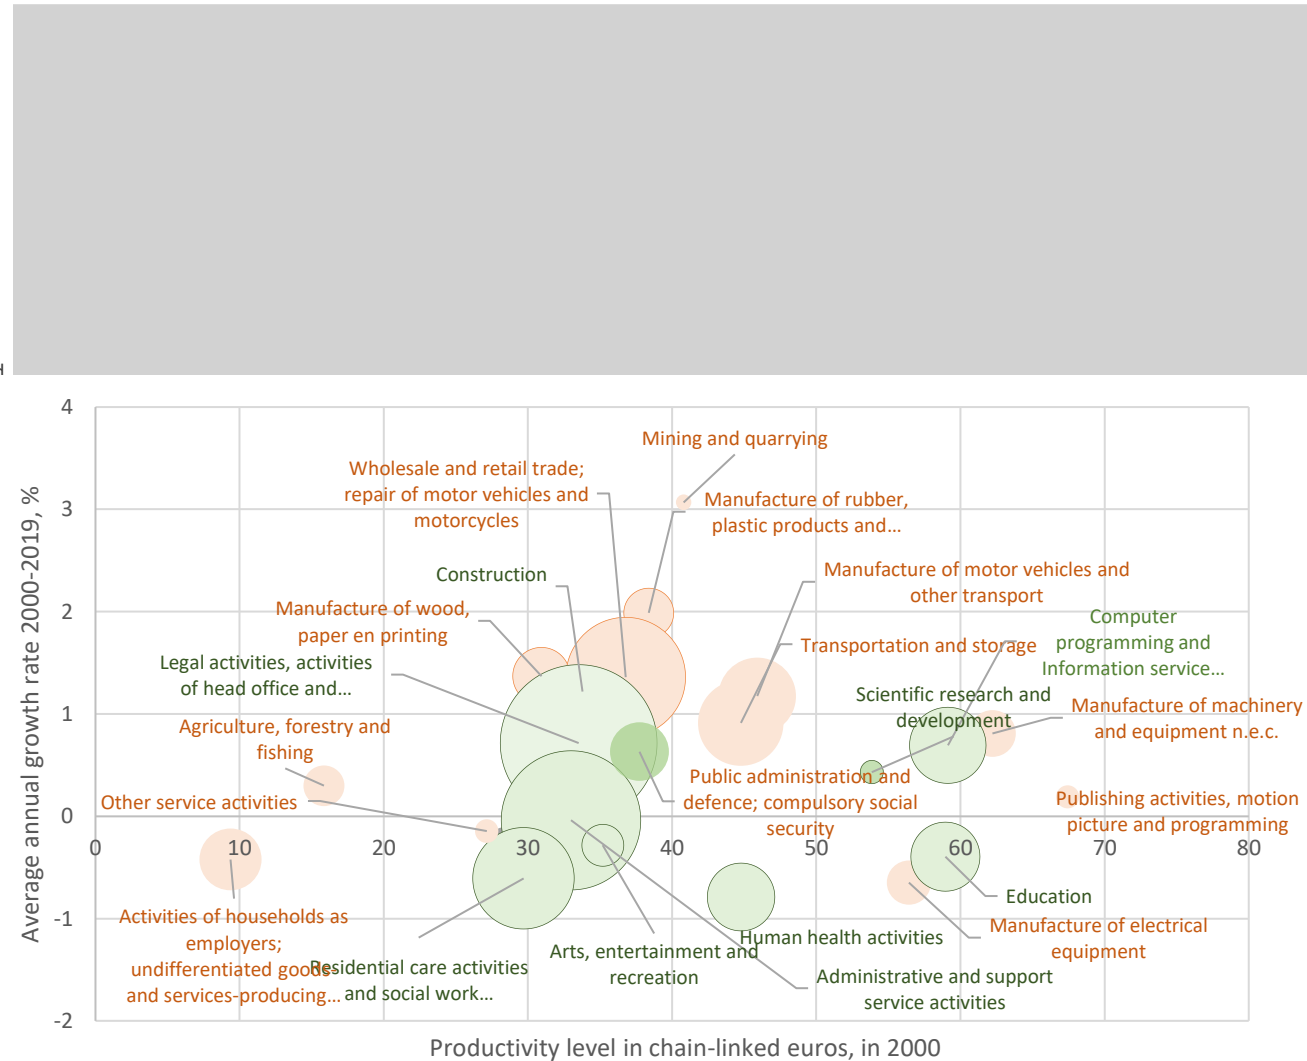 4
3
2
1
0
-1
-2
0
10
20
30
40
50
60
70
80
Average annual growth rate 2000-2019, %
Productivity level in chain-linked euros, in 2000
Mining and quarrying
Wholesale and retail trade;
repair of motor vehicles and
motorcycles
Manufacture of rubber,
plastic products and...
Construction
Manufacture of motor vehicles and
other transport
Manufacture of wood,
paper en printing
Computer
programming and
Information service...
Transportation and storage
Legal activities, activities
of head office and...
Scientific research and
development
Manufacture of machinery
and equipment n.e.c.
Agriculture, forestry and
fishing
Public administration and
defence; compulsory social
security
Other service activities
Publishing activities, motion
picture and programming
Education
Activities of households as
employers;
undifferentiated goods-
and services-producing...
Manufacture of electrical
equipment
Human health activities
Arts, entertainment and
recreation
Residential care activities
and social work...
Administrative and support
service activities